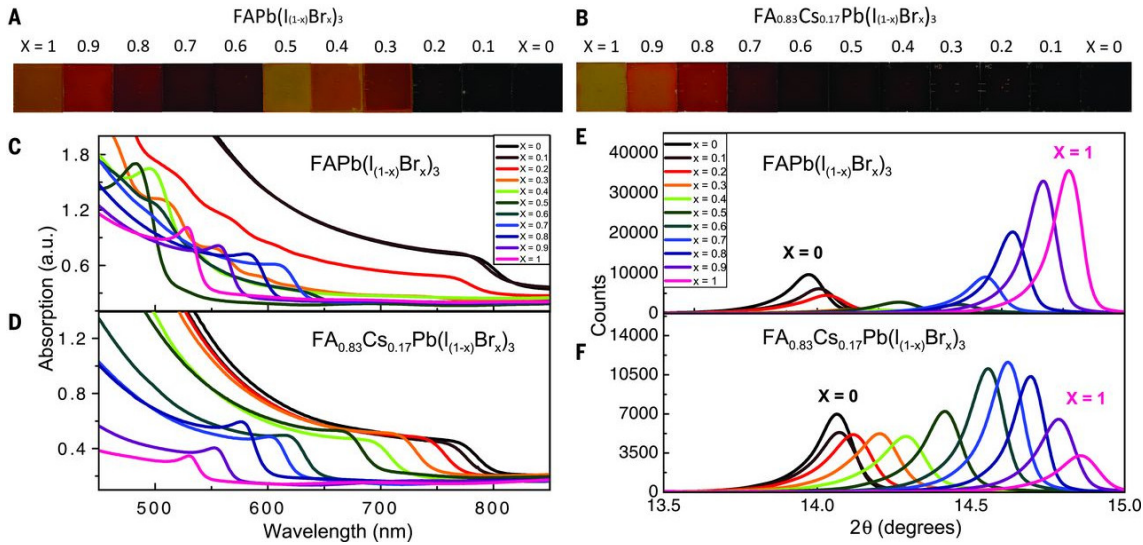 A
FAPb(I(1-x)Brx)3
X = 1 0.9 0.8 0.7 0.6 0.5 0.4 0.3 0.2 0.1 X= 0
B
FA0.83Cs0.17Pb(I(1-x)Brx)3
X = 1 0.9 0.8 0.7 0.6 0.5 0.4 0.3 0.2 0.1 X= 0
C
FAPb(I(1-x)Brx)3
X = 0
X = 0.1
X = 0.2
X = 0.3
X = 0.4
X = 0.5
X = 0.6
X = 0.7
X = 0.8
X = 0.9
X = 1
1.8
1.2
0.6
Absorption (a.u.)
D
FA0.83Cs0.17Pb(I(1-x)Brx)3
1.2
0.8
0.4
500 600 700 800
Wavelength (nm)
E
x = 0
x = 0.1
x = 0.2
x = 0.3
x = 0.4
x = 0.5
x = 0.6
x = 0.7
x = 0.8
x = 0.9
x = 1
FAPb(I(1-x)Brx)3
X = 1
X = 0
40000
30000
20000
10000
0
Counts
F
FA0.83Cs0.17Pb(I(1-x)Brx)3
X = 0
X = 1
14000
10500
7000
3500
0
13.5 14.0 14.5 15.0
2θ (degrees)